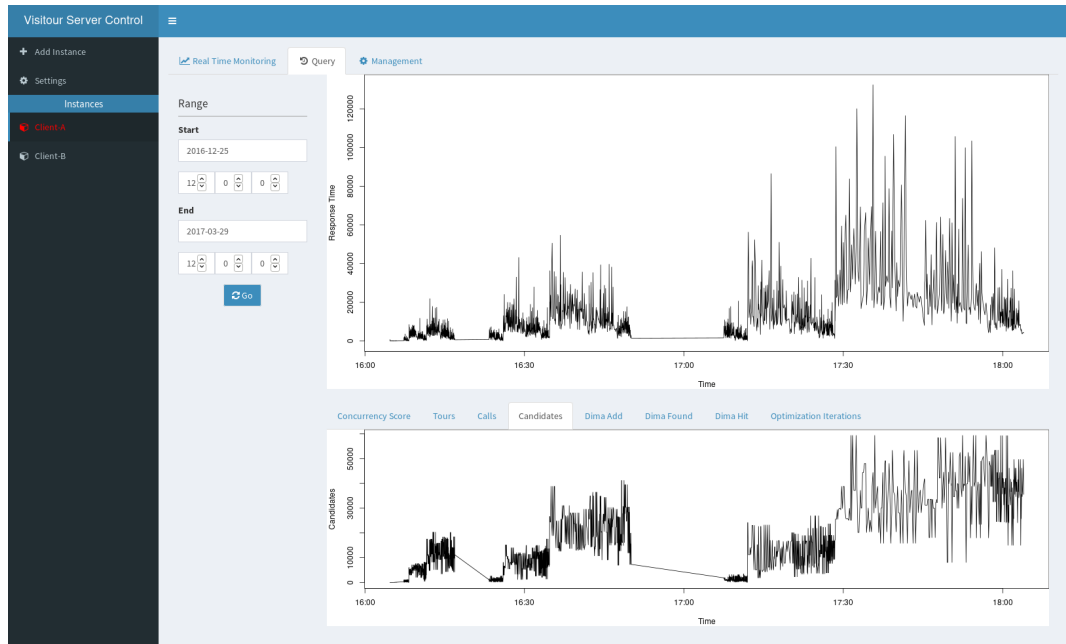 Visitour Server Control
Add Instance
Settings
Instances
Client-A
Client-B
Real Time Monitoring
Query
Management
Range
Start
2016-12-25
12 0 0
End
2017-03-29
12 0 0
Go
Response Time
120000
100000
80000
60000
40000
20000
0
16:00 16:30 17:00 17:30 18:00
Time
Concurrency Score Tours Calls Candidates Dima Add Dima Found Dima Hit Optimization Iterations
Candidates
50000
30000
10000
0
16:00 16:30 17:00 17:30 18:00
Time